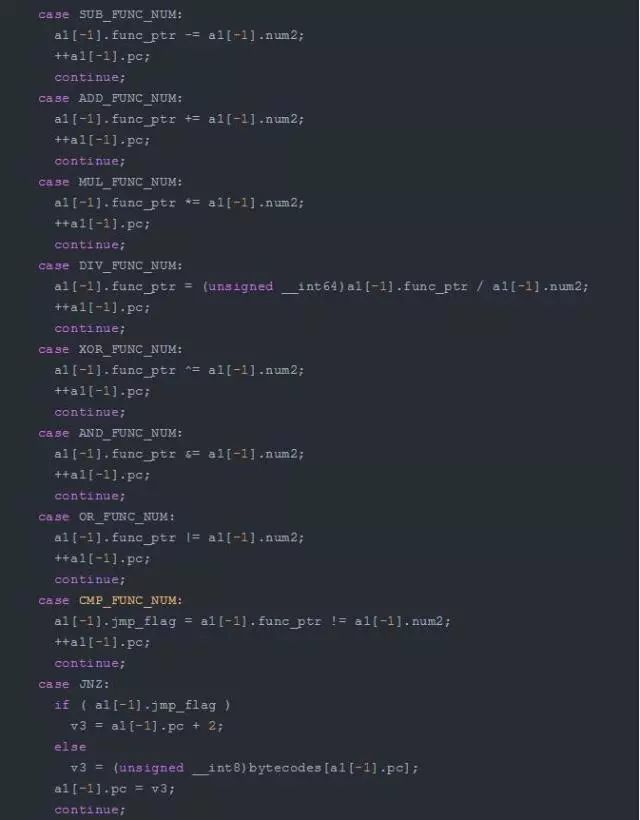 case SUB_FUNC_NUM:
a1[-1].func_ptr -= a1[-1].num2;
++a1[-1].pc;
continue;
case ADD_FUNC_NUM:
a1[-1].func_ptr += a1[-1].num2;
++a1[-1].pc;
continue;
case MUL_FUNC_NUM:
a1[-1].func_ptr *= a1[-1].num2;
++a1[-1].pc;
continue;
case DIV_FUNC_NUM:
a1[-1].func_ptr = (unsigned __int64)a1[-1].func_ptr / a1[-1].num2;
++a1[-1].pc;
continue;
case XOR_FUNC_NUM:
a1[-1].func_ptr ^= a1[-1].num2;
++a1[-1].pc;
continue;
case AND_FUNC_NUM:
a1[-1].func_ptr &= a1[-1].num2;
++a1[-1].pc;
continue;
case OR_FUNC_NUM:
a1[-1].func_ptr |= a1[-1].num2;
++a1[-1].pc;
continue;
case CMP_FUNC_NUM:
a1[-1].jmp_flag = a1[-1].func_ptr != a1[-1].num2;
++a1[-1].pc;
continue;
case JNZ:
if ( a1[-1].jmp_flag )
v3 = a1[-1].pc + 2;
else
v3 = (unsigned __int8)bytecodes[a1[-1].pc];
a1[-1].pc = v3;
continue;